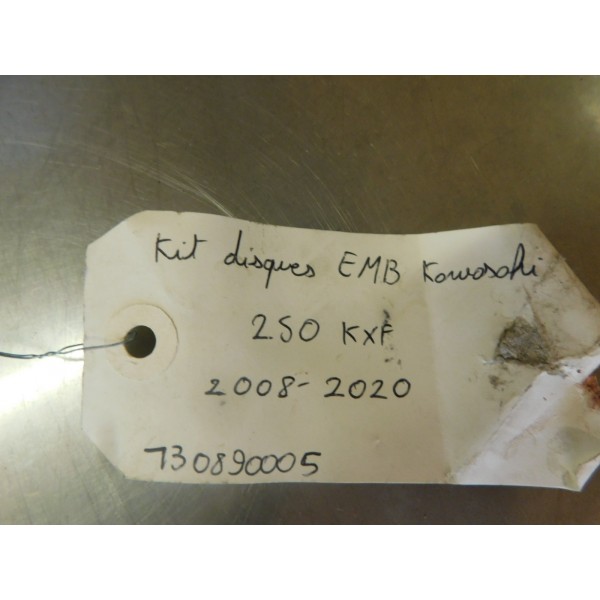 Kit disques EMB Kawasaki
250 KXF
2008-2020
730890005